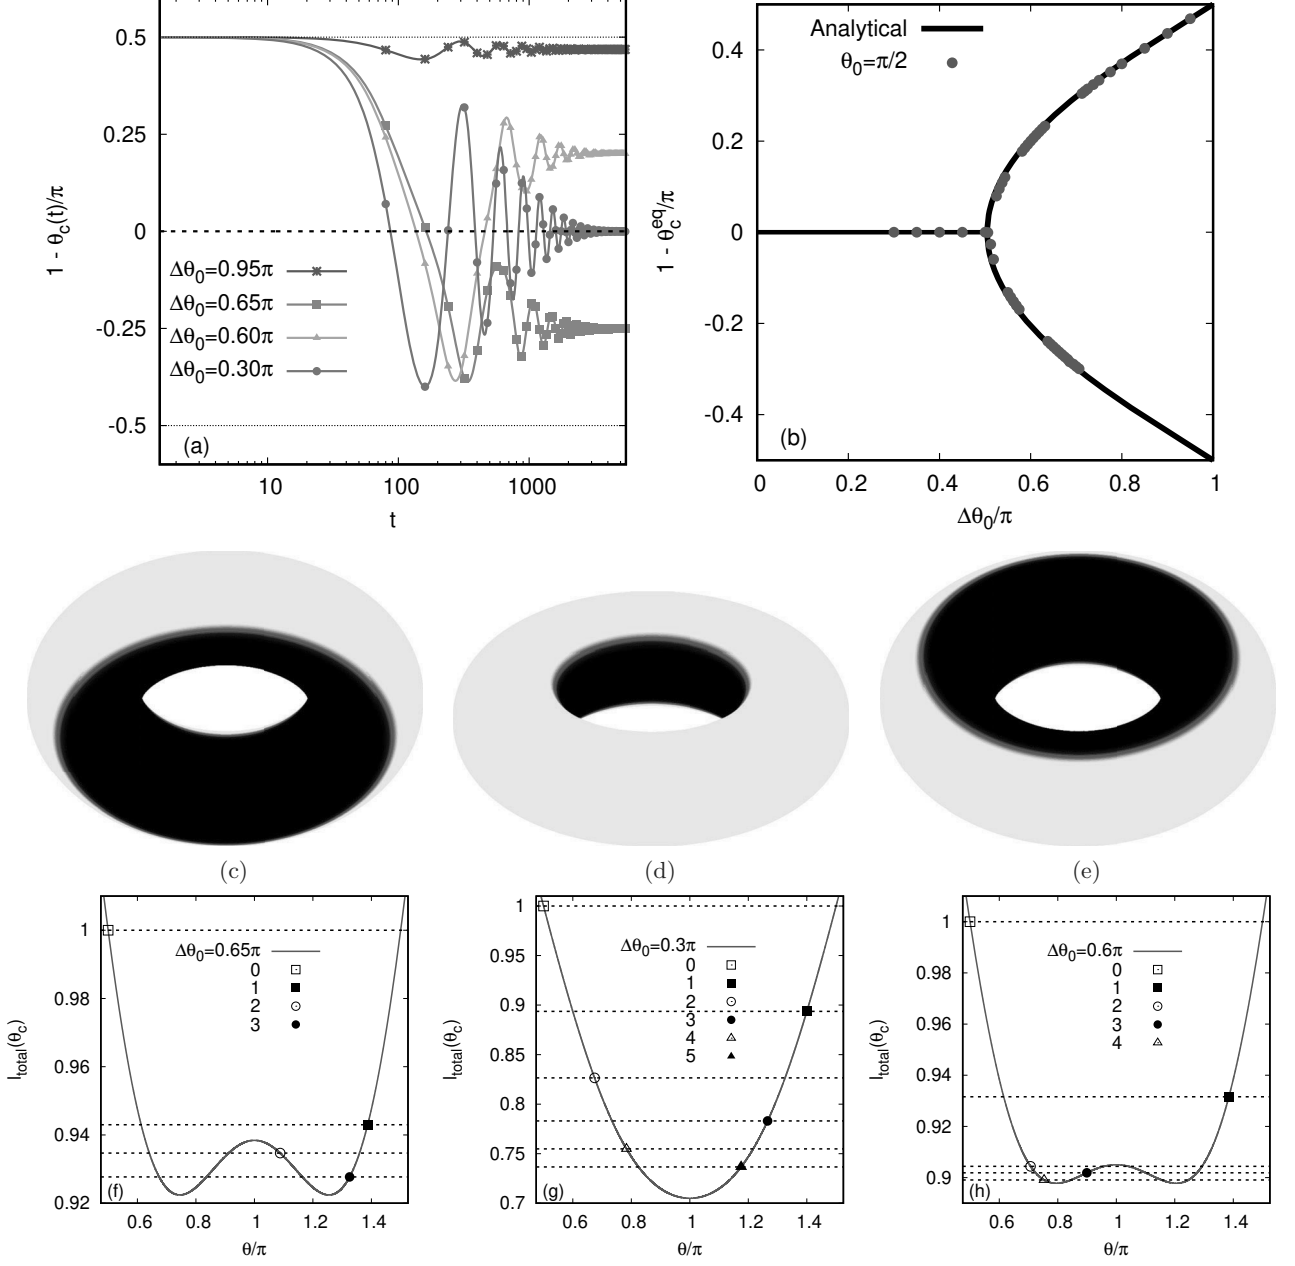 0.5
0.25
0
-0.25
-0.5
1 - θc(t)/π
Δθ0=0.95π
Δθ0=0.65π
Δθ0=0.60π
Δθ0=0.30π
(a)
10 100 1000
t
0.4
0.2
0
-0.2
-0.4
1 - θc^eq/π
Analytical
θ0=π/2
(b)
0 0.2 0.4 0.6 0.8 1
Δθ0/π
(c) (d) (e)
1
0.98
0.96
0.94
0.92
Itotal(θc)
Δθ0=0.65π
0
1
2
3
(f)
0.6 0.8 1 1.2 1.4
θ/π
1
0.95
0.9
0.85
0.8
0.75
0.7
Itotal(θc)
Δθ0=0.3π
0
1
2
3
4
5
(g)
0.6 0.8 1 1.2 1.4
θ/π
1
0.98
0.96
0.94
0.92
0.9
Itotal(θc)
Δθ0=0.6π
0
1
2
3
4
(h)
0.6 0.8 1 1.2 1.4
θ/π